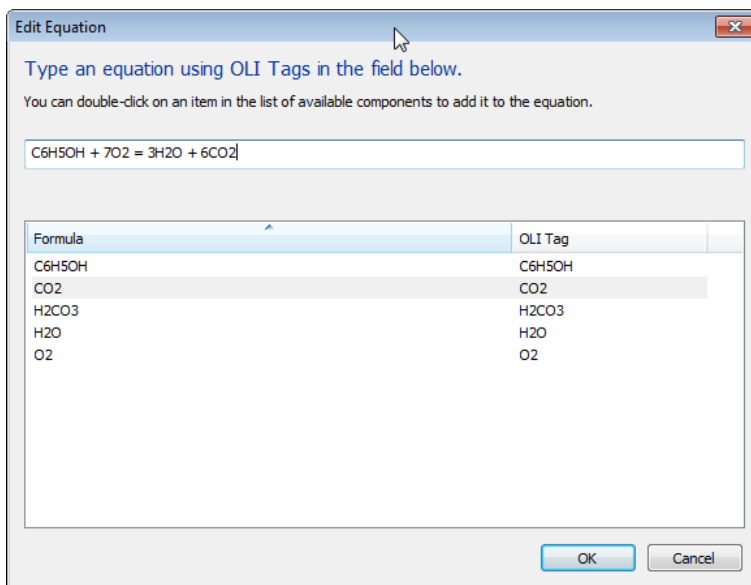 Edit Equation
Type an equation using OLI Tags in the field below.
You can double-click on an item in the list of available components to add it to the equation.
C6H5OH + 7O2 = 3H2O + 6CO2
Formula OLI Tag
C6H5OH C6H5OH
CO2 CO2
H2CO3 H2CO3
H2O H2O
O2 O2
OK Cancel